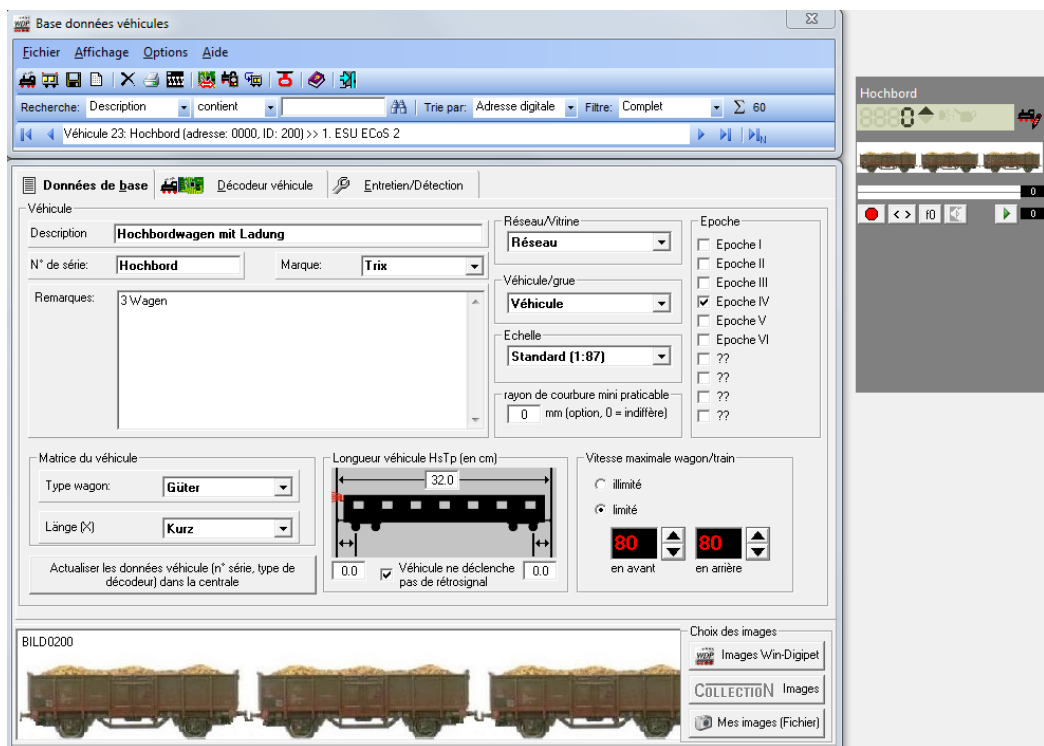 WDP Base données véhicules
Fichier Affichage Options Aide
Recherche: Description contient Trie par: Adresse digitale Filtre: Complet Σ 60
Véhicule 23: Hochbord (adresse: 0000, ID: 200) >> 1. ESU ECoS 2 N
Données de base Décodeur véhicule Entretien/Détection
Véhicule
Description Hochbordwagen mit Ladung
N° de série: Hochbord Marque: Trix
Remarques: 3 Wagen
Réseau/Vitrine
Réseau
Véhicule/grue
Véhicule
Echelle
Standard (1:87)
rayon de courbure mini praticable
0 mm (option, 0 = indiffère)
Epoche
Epoche I
Epoche II
Epoche III
Epoche IV
Epoche V
Epoche VI
??
??
??
??
Matrice du véhicule
Type wagon: Güter
Länge (X) Kurz
Actualiser les données véhicule (n° série, type de
décodeur) dans la centrale
Longueur véhicule HsTp (en cm)
32.0
0.0 Véhicule ne déclenche
pas de rétrosignal 0.0
Vitesse maximale wagon/train
illimité
limité
80 80
en avant en arrière
BILD0200
Choix des images
WDP Images Win-Digipet
COLLECTION Images
Mes images (Fichier)
Hochbord
0
0
< > f0 0